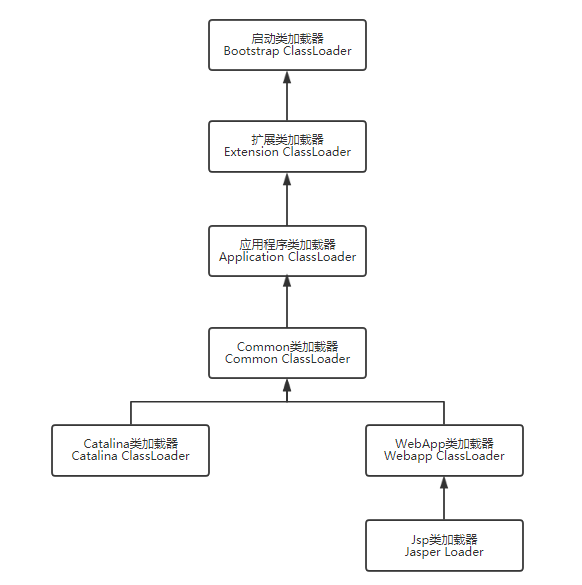 启动类加载器
Bootstrap ClassLoader
扩展类加载器
Extension ClassLoader
应用程序类加载器
Application ClassLoader
Common类加载器
Common ClassLoader
Catalina类加载器
Catalina ClassLoader
WebApp类加载器
Webapp ClassLoader
Jsp类加载器
Jasper Loader